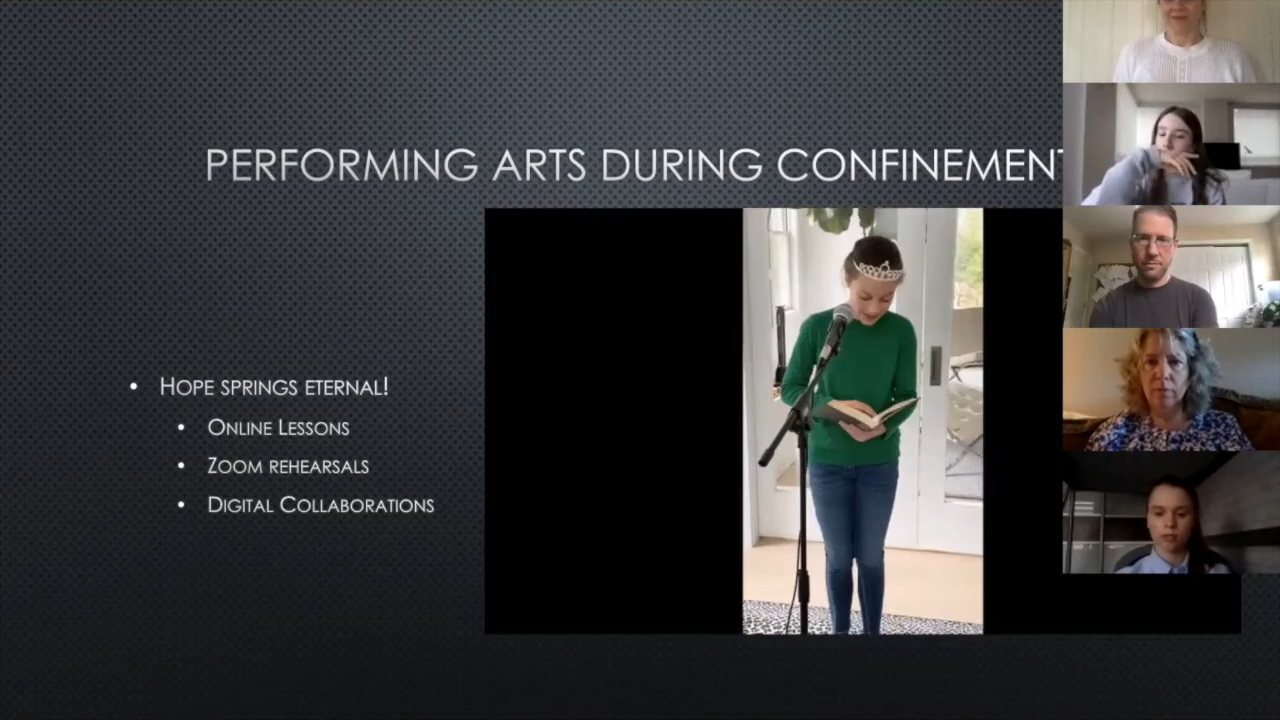 PERFORMING ARTS DURING CONFINEMENT
• HOPE SPRINGS ETERNAL!
• ONLINE LESSONS
• ZOOM REHEARSALS
• DIGITAL COLLABORATIONS